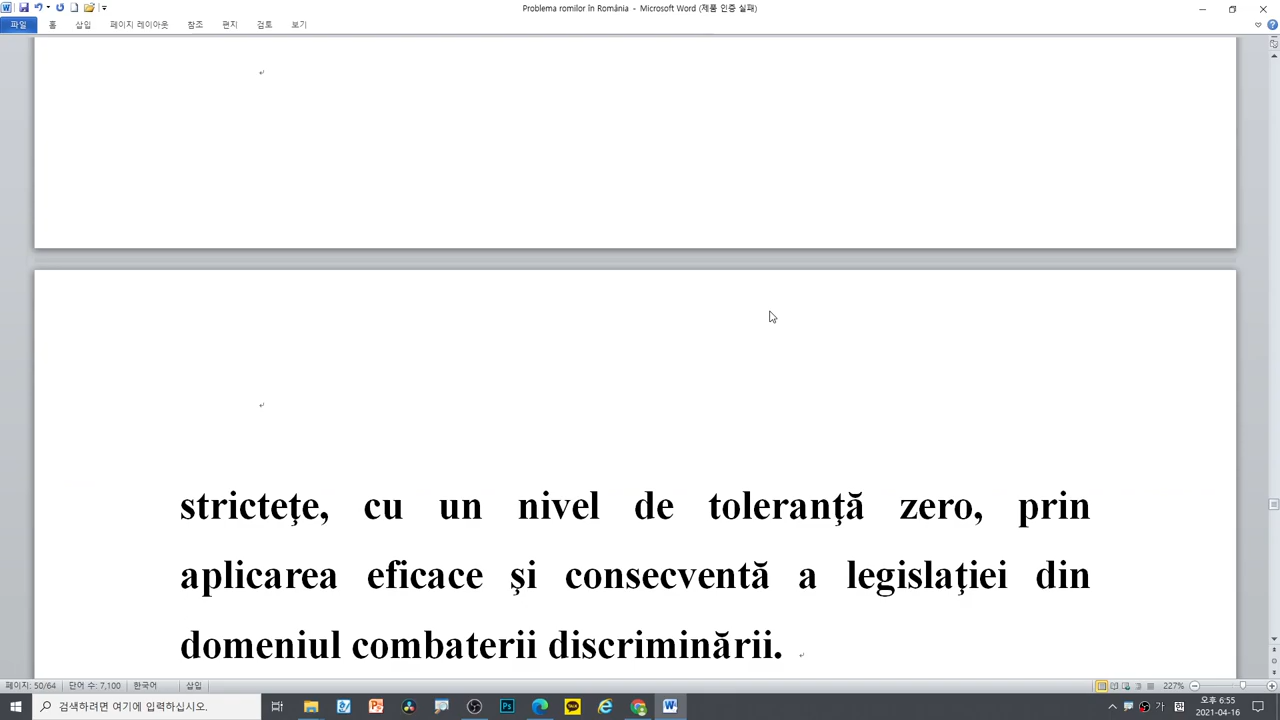 Problema romilor în România - Microsoft Word (제품 인증 실패)
파일 홈 삽입 페이지 레이아웃 참조 편지 검토 보기
stricteţe, cu un nivel de toleranţă zero, prin
aplicarea eficace şi consecventă a legislaţiei din
domeniul combaterii discriminării.
페이지: 50/64 단어 수: 7,100 한국어 삽입 227%
검색하려면 여기에 입력하십시오.
가
오후 6:55
2021-04-16